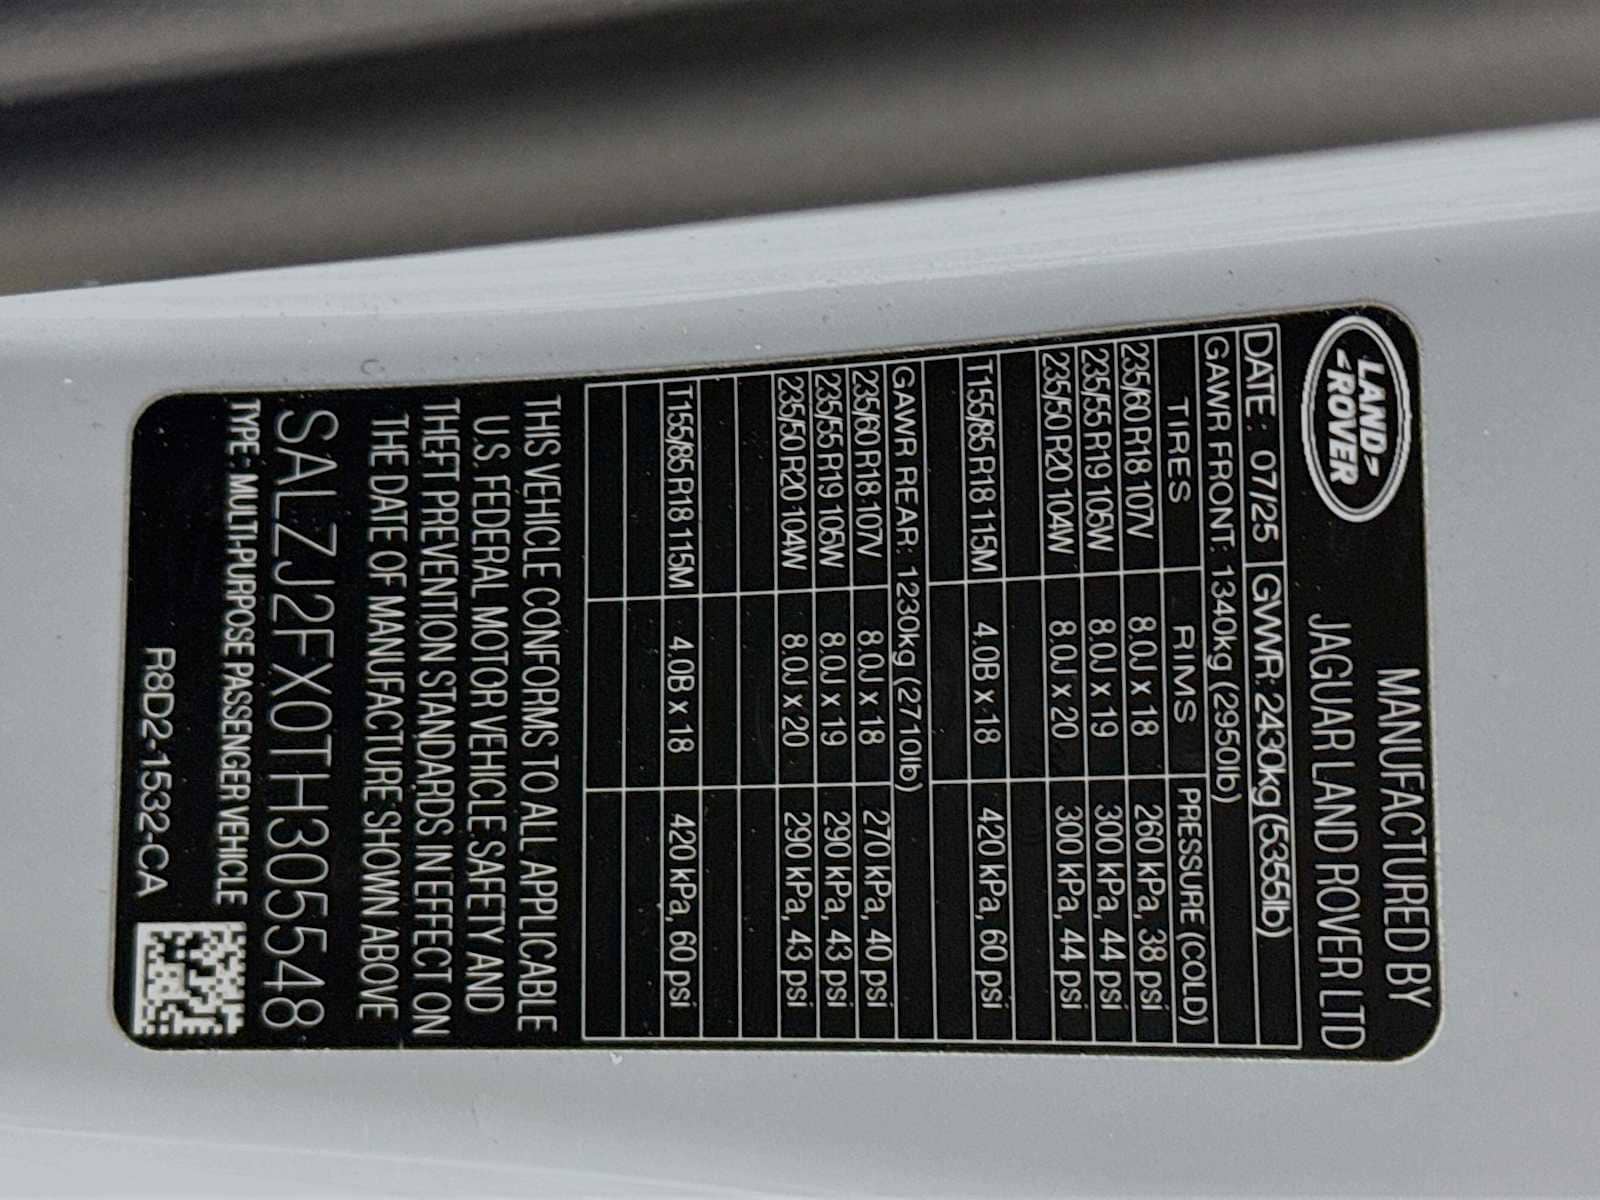 LAND
ROVER
MANUFACTURED BY
JAGUAR LAND ROVER LTD
DATE: 07/25 GVWR: 2430kg (5355lb)
GAWR FRONT: 1340kg (2950lb)
TIRES RIMS PRESSURE (COLD)
235/60 R18 107V 8.0J x 18 260 kPa, 38 psi
235/55 R19 105W 8.0J x 19 300 kPa, 44 psi
235/50 R20 104W 8.0J x 20 300 kPa, 44 psi
T155/85 R18 115M 4.0B x 18 420 kPa, 60 psi
GAWR REAR: 1230kg (2710lb)
235/60 R18 107V 8.0J x 18 270 kPa, 40 psi
235/55 R19 105W 8.0J x 19 290 kPa, 43 psi
235/50 R20 104W 8.0J x 20 290 kPa, 43 psi
T155/85 R18 115M 4.0B x 18 420 kPa, 60 psi
THIS VEHICLE CONFORMS TO ALL APPLICABLE
U.S. FEDERAL MOTOR VEHICLE SAFETY AND
THEFT PREVENTION STANDARDS IN EFFECT ON
THE DATE OF MANUFACTURE SHOWN ABOVE
SALZJ2FX0TH305548
TYPE:- MULTI-PURPOSE PASSENGER VEHICLE
R8D2-1532-CA